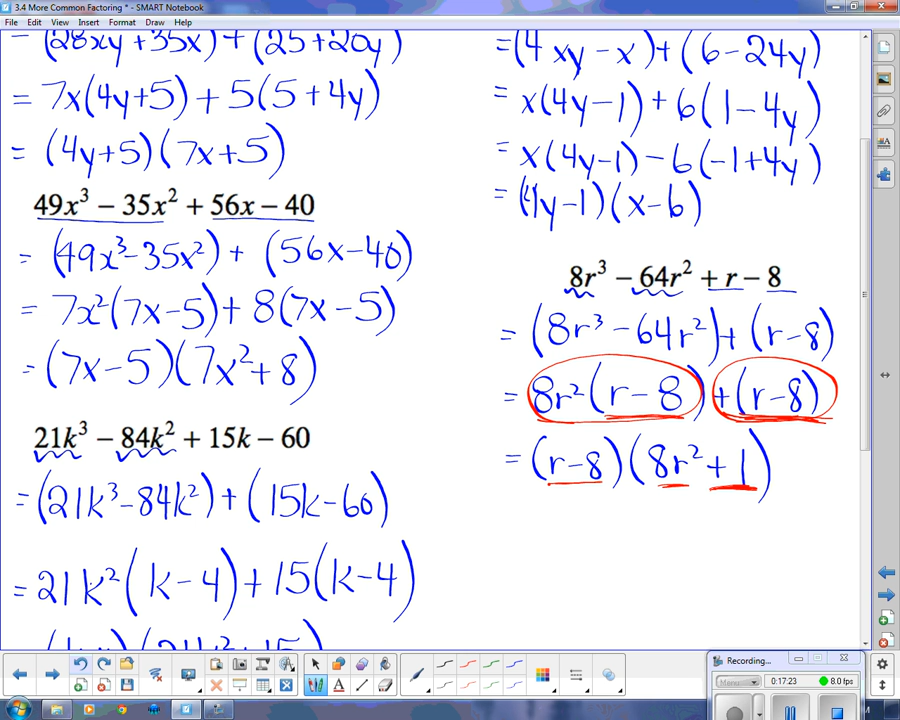 3.4 More Common Factoring * - SMART Notebook
File Edit View Insert Format Draw Help
= (28xy + 35x) + (25 + 20y)
= 7x(4y+5) + 5(5 + 4y)
= (4y+5)(7x+5)
49x³ − 35x² + 56x − 40
= (49x³ - 35x²) + (56x - 40)
= 7x²(7x - 5) + 8(7x - 5)
= (7x - 5)(7x² + 8)
21k³ − 84k² + 15k − 60
= (21k³ - 84k²) + (15k - 60)
= 21k²(k - 4) + 15(k - 4)
= (4xy - x) + (6 - 24y)
= x(4y - 1) + 6(1 - 4y)
= x(4y - 1) - 6(-1 + 4y)
= (4y - 1)(x - 6)
8r³ − 64r² + r − 8
= (8r³ - 64r²) + (r - 8)
= 8r²(r - 8) + (r - 8)
= (r - 8)(8r² + 1)
Recording...
Menu
0:17:23
8.0 fps